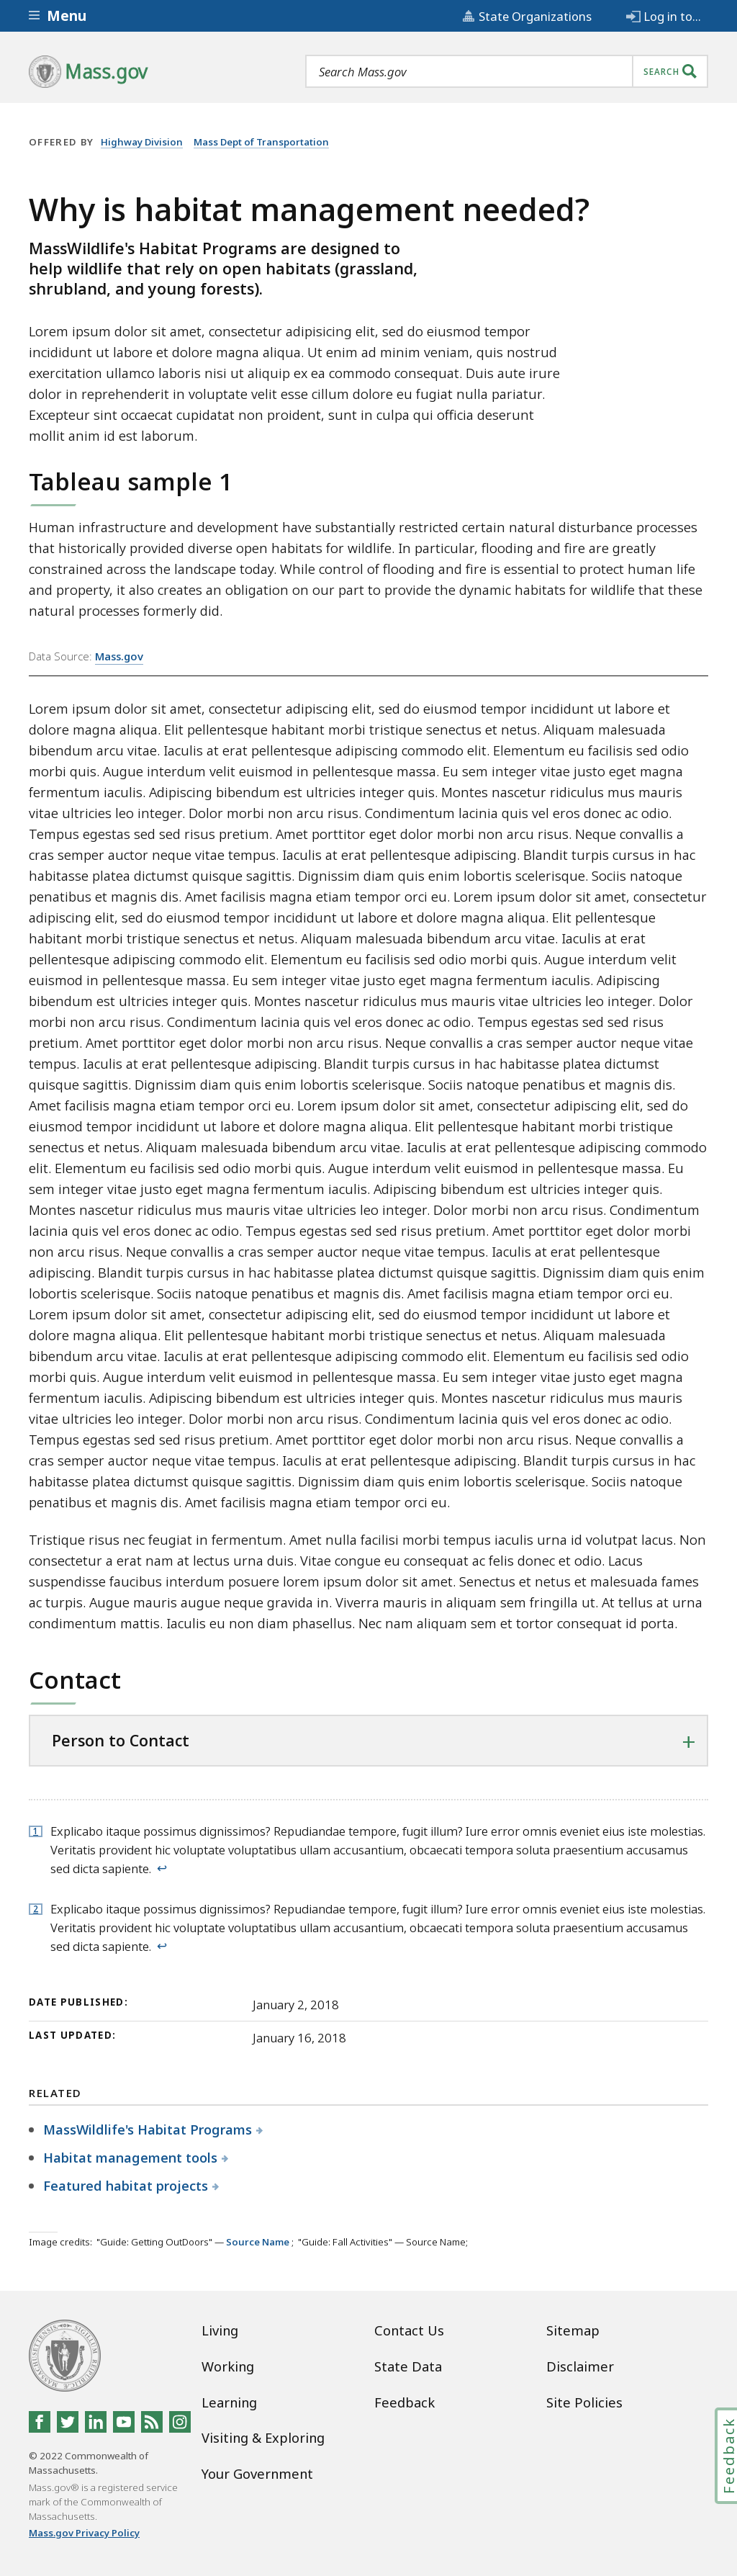 Menu
State Organizations
Log in to...
Mass.gov
Search Mass.gov
SEARCH
OFFERED BY Highway Division Mass Dept of Transportation
Why is habitat management needed?
MassWildlife's Habitat Programs are designed to
help wildlife that rely on open habitats (grassland,
shrubland, and young forests).
Lorem ipsum dolor sit amet, consectetur adipisicing elit, sed do eiusmod tempor
incididunt ut labore et dolore magna aliqua. Ut enim ad minim veniam, quis nostrud
exercitation ullamco laboris nisi ut aliquip ex ea commodo consequat. Duis aute irure
dolor in reprehenderit in voluptate velit esse cillum dolore eu fugiat nulla pariatur.
Excepteur sint occaecat cupidatat non proident, sunt in culpa qui officia deserunt
mollit anim id est laborum.
Tableau sample 1
Human infrastructure and development have substantially restricted certain natural disturbance processes
that historically provided diverse open habitats for wildlife. In particular, flooding and fire are greatly
constrained across the landscape today. While control of flooding and fire is essential to protect human life
and property, it also creates an obligation on our part to provide the dynamic habitats for wildlife that these
natural processes formerly did.
Data Source: Mass.gov
Lorem ipsum dolor sit amet, consectetur adipiscing elit, sed do eiusmod tempor incididunt ut labore et
dolore magna aliqua. Elit pellentesque habitant morbi tristique senectus et netus. Aliquam malesuada
bibendum arcu vitae. Iaculis at erat pellentesque adipiscing commodo elit. Elementum eu facilisis sed odio
morbi quis. Augue interdum velit euismod in pellentesque massa. Eu sem integer vitae justo eget magna
fermentum iaculis. Adipiscing bibendum est ultricies integer quis. Montes nascetur ridiculus mus mauris
vitae ultricies leo integer. Dolor morbi non arcu risus. Condimentum lacinia quis vel eros donec ac odio.
Tempus egestas sed sed risus pretium. Amet porttitor eget dolor morbi non arcu risus. Neque convallis a
cras semper auctor neque vitae tempus. Iaculis at erat pellentesque adipiscing. Blandit turpis cursus in hac
habitasse platea dictumst quisque sagittis. Dignissim diam quis enim lobortis scelerisque. Sociis natoque
penatibus et magnis dis. Amet facilisis magna etiam tempor orci eu. Lorem ipsum dolor sit amet, consectetur
adipiscing elit, sed do eiusmod tempor incididunt ut labore et dolore magna aliqua. Elit pellentesque
habitant morbi tristique senectus et netus. Aliquam malesuada bibendum arcu vitae. Iaculis at erat
pellentesque adipiscing commodo elit. Elementum eu facilisis sed odio morbi quis. Augue interdum velit
euismod in pellentesque massa. Eu sem integer vitae justo eget magna fermentum iaculis. Adipiscing
bibendum est ultricies integer quis. Montes nascetur ridiculus mus mauris vitae ultricies leo integer. Dolor
morbi non arcu risus. Condimentum lacinia quis vel eros donec ac odio. Tempus egestas sed sed risus
pretium. Amet porttitor eget dolor morbi non arcu risus. Neque convallis a cras semper auctor neque vitae
tempus. Iaculis at erat pellentesque adipiscing. Blandit turpis cursus in hac habitasse platea dictumst
quisque sagittis. Dignissim diam quis enim lobortis scelerisque. Sociis natoque penatibus et magnis dis.
Amet facilisis magna etiam tempor orci eu. Lorem ipsum dolor sit amet, consectetur adipiscing elit, sed do
eiusmod tempor incididunt ut labore et dolore magna aliqua. Elit pellentesque habitant morbi tristique
senectus et netus. Aliquam malesuada bibendum arcu vitae. Iaculis at erat pellentesque adipiscing commodo
elit. Elementum eu facilisis sed odio morbi quis. Augue interdum velit euismod in pellentesque massa. Eu
sem integer vitae justo eget magna fermentum iaculis. Adipiscing bibendum est ultricies integer quis.
Montes nascetur ridiculus mus mauris vitae ultricies leo integer. Dolor morbi non arcu risus. Condimentum
lacinia quis vel eros donec ac odio. Tempus egestas sed sed risus pretium. Amet porttitor eget dolor morbi
non arcu risus. Neque convallis a cras semper auctor neque vitae tempus. Iaculis at erat pellentesque
adipiscing. Blandit turpis cursus in hac habitasse platea dictumst quisque sagittis. Dignissim diam quis enim
lobortis scelerisque. Sociis natoque penatibus et magnis dis. Amet facilisis magna etiam tempor orci eu.
Lorem ipsum dolor sit amet, consectetur adipiscing elit, sed do eiusmod tempor incididunt ut labore et
dolore magna aliqua. Elit pellentesque habitant morbi tristique senectus et netus. Aliquam malesuada
bibendum arcu vitae. Iaculis at erat pellentesque adipiscing commodo elit. Elementum eu facilisis sed odio
morbi quis. Augue interdum velit euismod in pellentesque massa. Eu sem integer vitae justo eget magna
fermentum iaculis. Adipiscing bibendum est ultricies integer quis. Montes nascetur ridiculus mus mauris
vitae ultricies leo integer. Dolor morbi non arcu risus. Condimentum lacinia quis vel eros donec ac odio.
Tempus egestas sed sed risus pretium. Amet porttitor eget dolor morbi non arcu risus. Neque convallis a
cras semper auctor neque vitae tempus. Iaculis at erat pellentesque adipiscing. Blandit turpis cursus in hac
habitasse platea dictumst quisque sagittis. Dignissim diam quis enim lobortis scelerisque. Sociis natoque
penatibus et magnis dis. Amet facilisis magna etiam tempor orci eu.
Tristique risus nec feugiat in fermentum. Amet nulla facilisi morbi tempus iaculis urna id volutpat lacus. Non
consectetur a erat nam at lectus urna duis. Vitae congue eu consequat ac felis donec et odio. Lacus
suspendisse faucibus interdum posuere lorem ipsum dolor sit amet. Senectus et netus et malesuada fames
ac turpis. Augue mauris augue neque gravida in. Viverra mauris in aliquam sem fringilla ut. At tellus at urna
condimentum mattis. Iaculis eu non diam phasellus. Nec nam aliquam sem et tortor consequat id porta.
Contact
Person to Contact
1 Explicabo itaque possimus dignissimos? Repudiandae tempore, fugit illum? Iure error omnis eveniet eius iste molestias.
Veritatis provident hic voluptate voluptatibus ullam accusantium, obcaecati tempora soluta praesentium accusamus
sed dicta sapiente. ↩
2 Explicabo itaque possimus dignissimos? Repudiandae tempore, fugit illum? Iure error omnis eveniet eius iste molestias.
Veritatis provident hic voluptate voluptatibus ullam accusantium, obcaecati tempora soluta praesentium accusamus
sed dicta sapiente. ↩
DATE PUBLISHED: January 2, 2018
LAST UPDATED: January 16, 2018
RELATED
MassWildlife's Habitat Programs
Habitat management tools
Featured habitat projects
Image credits: "Guide: Getting OutDoors" — Source Name ; "Guide: Fall Activities" — Source Name;
Living
Working
Learning
Visiting & Exploring
Your Government
Contact Us
State Data
Feedback
Sitemap
Disclaimer
Site Policies
© 2022 Commonwealth of
Massachusetts.
Mass.gov® is a registered service
mark of the Commonwealth of
Massachusetts.
Mass.gov Privacy Policy
Feedback